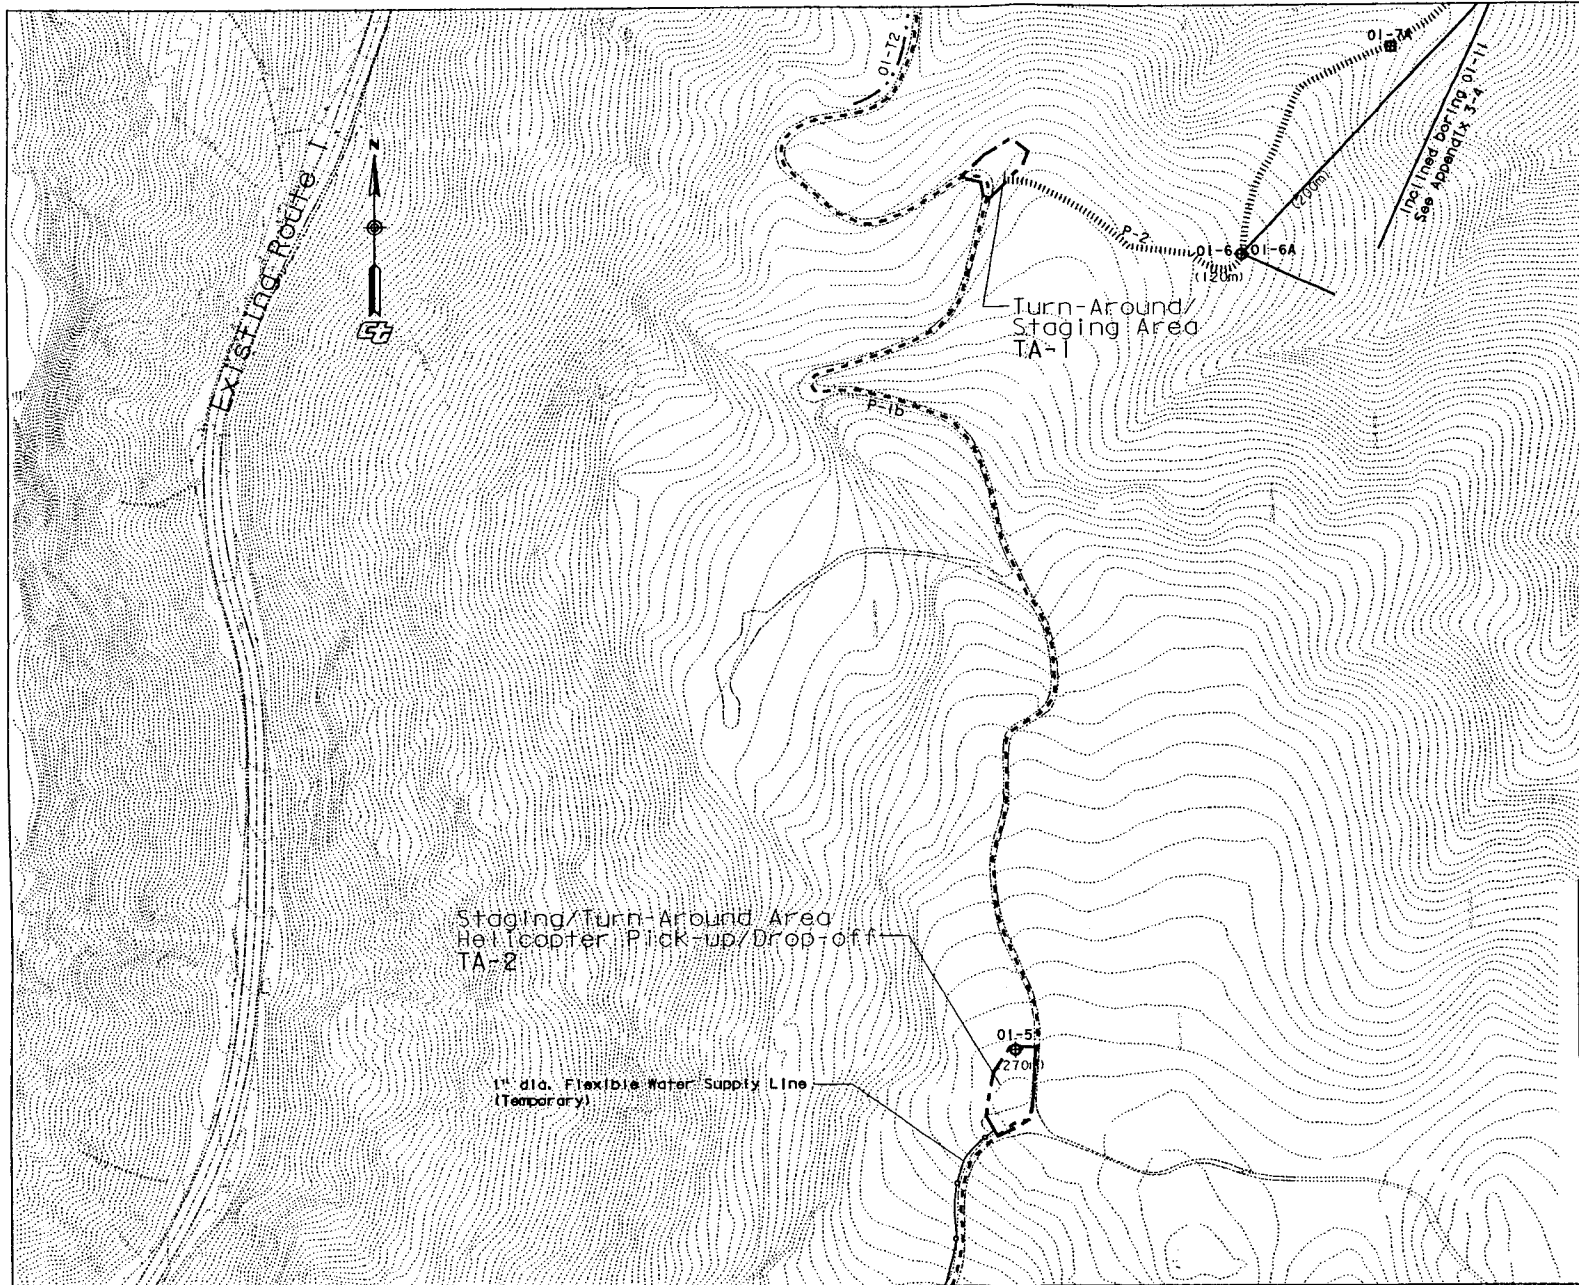 01-7A
01-T2
Inclined boring 01-11
See Appendix 3-4
(200m)
N
Existing Route 1
P-2
01-6
01-6A
(120m)
Turn-Around/
Staging Area
TA-1
P-1b
Staging/Turn-Around Area
Helicopter Pick-up/Drop-off
TA-2
01-5
(270m)
1" dia. Flexible Water Supply Line
(Temporary)